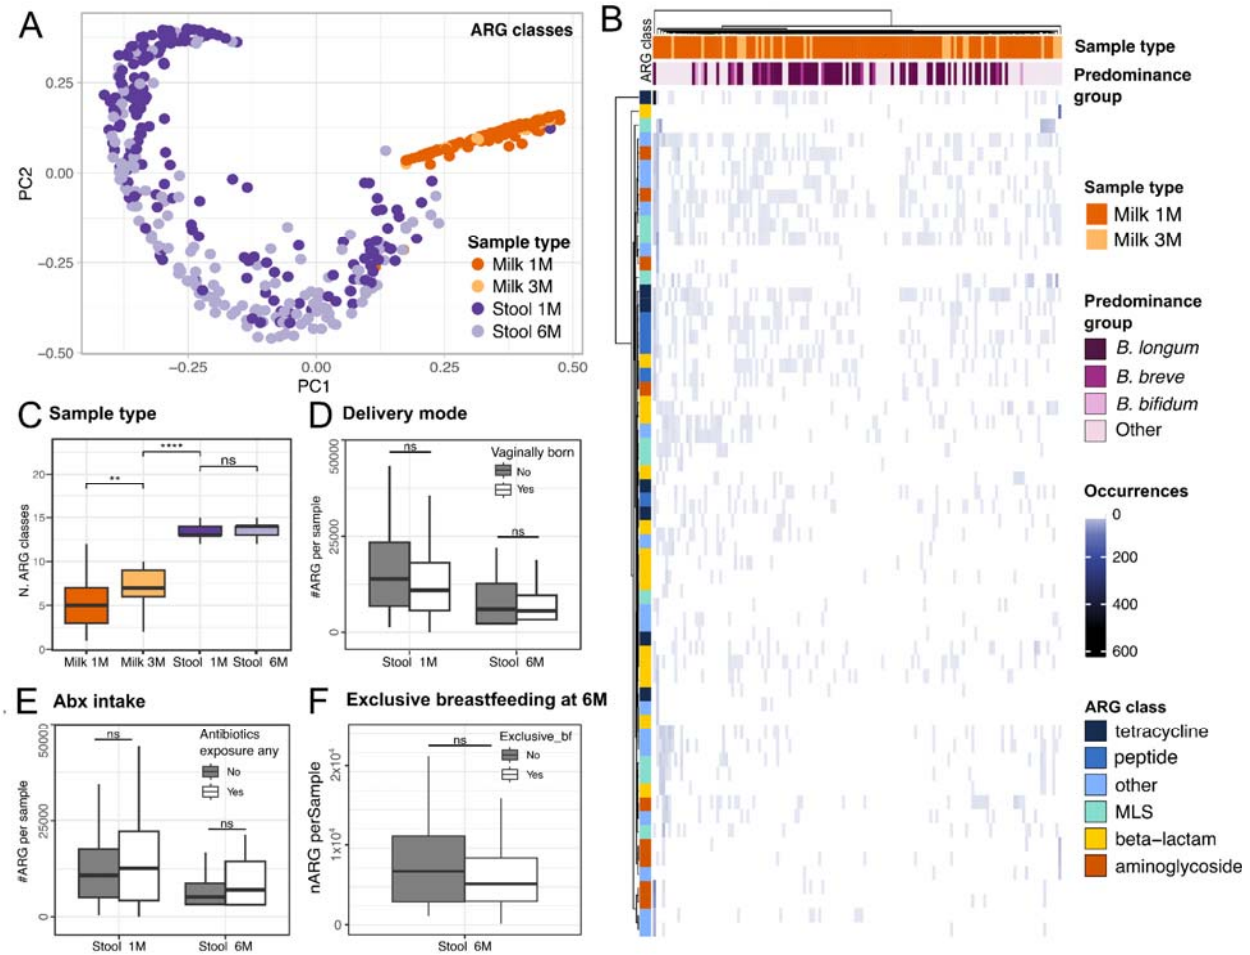 A
ARG classes
PC2
0.25
0.00
−0.25
−0.50
−0.25
0.00
0.25
0.50
PC1
Sample type
Milk 1M
Milk 3M
Stool 1M
Stool 6M
B
ARG class
Sample type
Predominance
group
Sample type
Milk 1M
Milk 3M
Predominance
group
B. longum
B. breve
B. bifidum
Other
Occurrences
0
200
400
600
ARG class
tetracycline
peptide
other
MLS
beta−lactam
aminoglycoside
C Sample type
N. ARG classes
20
15
10
5
0
**
****
ns
Milk 1M
Milk 3M
Stool 1M
Stool 6M
D Delivery mode
#ARG per sample
50000
25000
0
ns
ns
Vaginally born
No
Yes
Stool 1M
Stool 6M
E Abx intake
#ARG per sample
50000
25000
0
ns
ns
Antibiotics
exposure any
No
Yes
Stool 1M
Stool 6M
F Exclusive breastfeeding at 6M
nARG perSample
2x10⁴
1x10⁴
0
ns
Exclusive_bf
No
Yes
Stool 6M